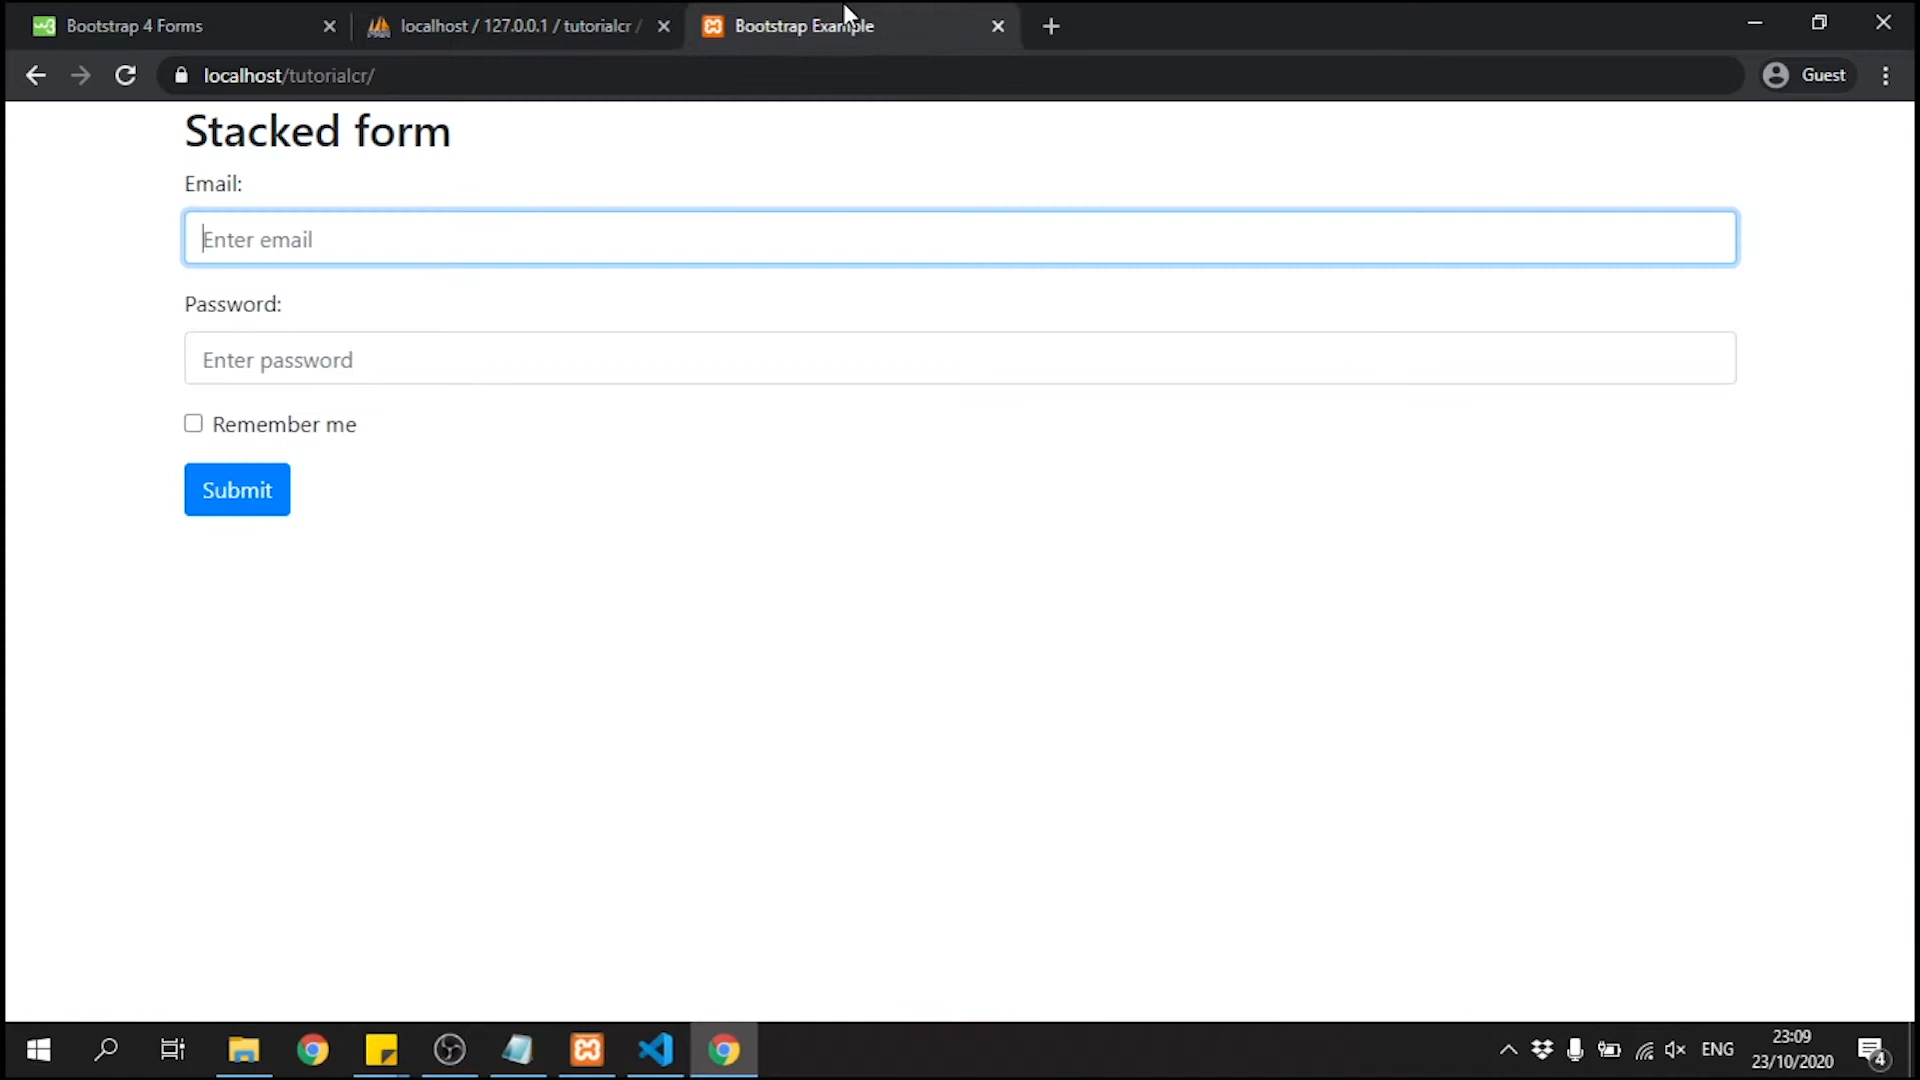 Bootstrap 4 Forms
localhost / 127.0.0.1 / tutorialcr /
Bootstrap Example
localhost/tutorialcr/
Guest
Stacked form
Email:
Enter email
Password:
Enter password
Remember me
Submit
ENG
23:09
23/10/2020
4